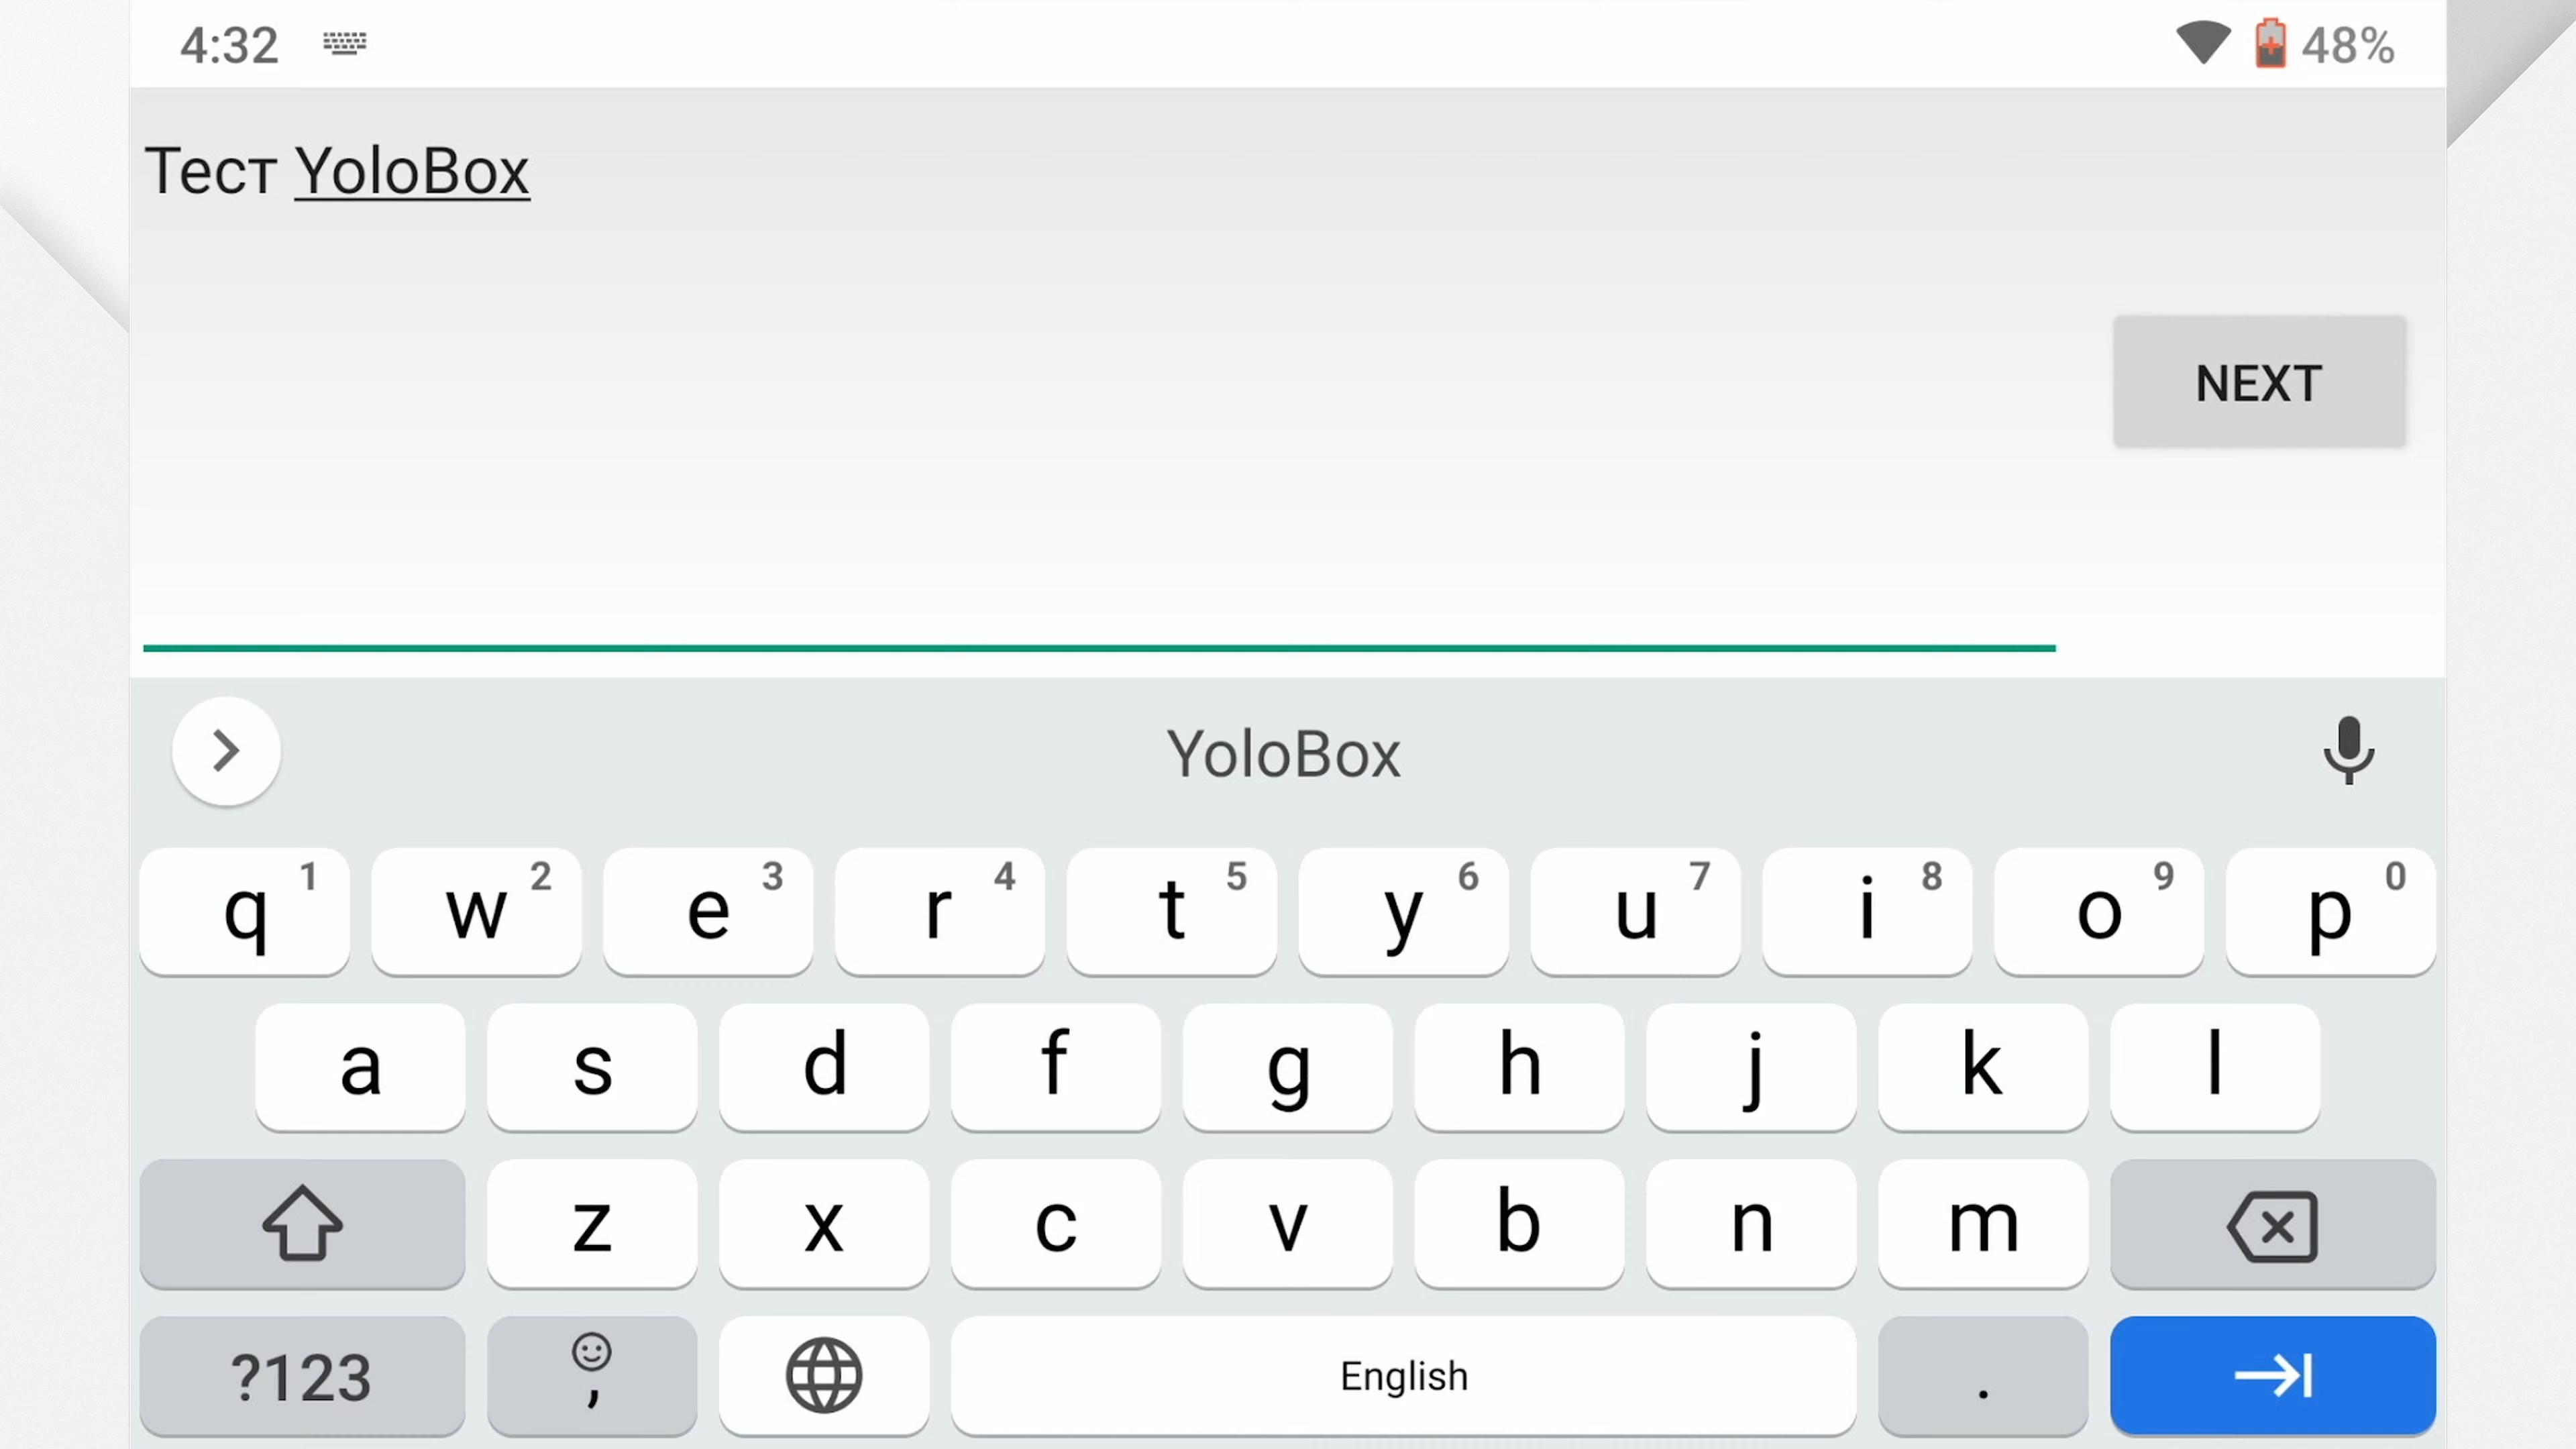 4:32 48%
Тест YoloBox
NEXT
YoloBox
q 1 w 2 e 3 r 4 t 5 y 6 u 7 i 8 o 9 p 0
a s d f g h j k l
z x c v b n m
?123 , English .